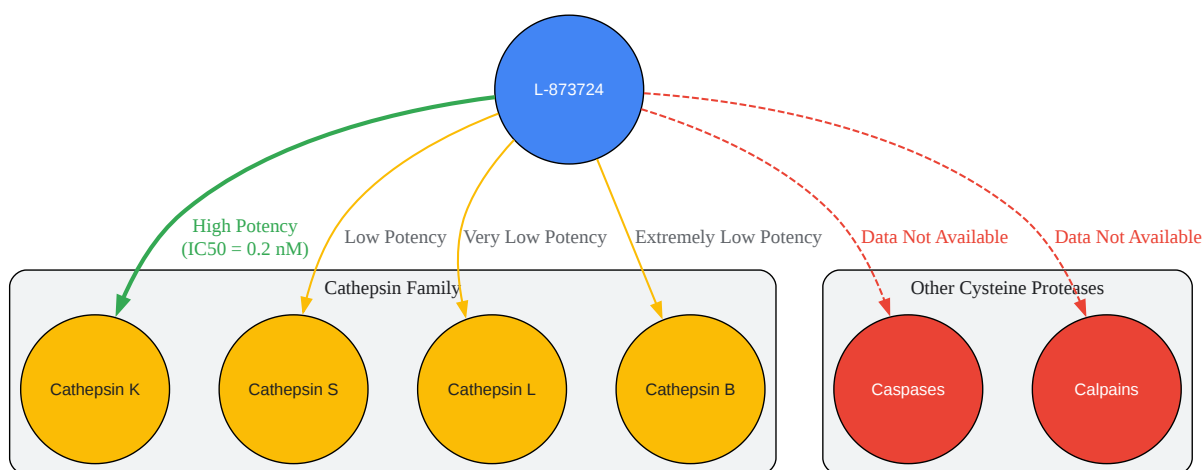 L-873724
High Potency
(IC50 = 0.2 nM)
Low Potency
Very Low Potency
Extremely Low Potency
Data Not Available
Data Not Available
Cathepsin Family
Other Cysteine Proteases
Cathepsin K
Cathepsin S
Cathepsin L
Cathepsin B
Caspases
Calpains